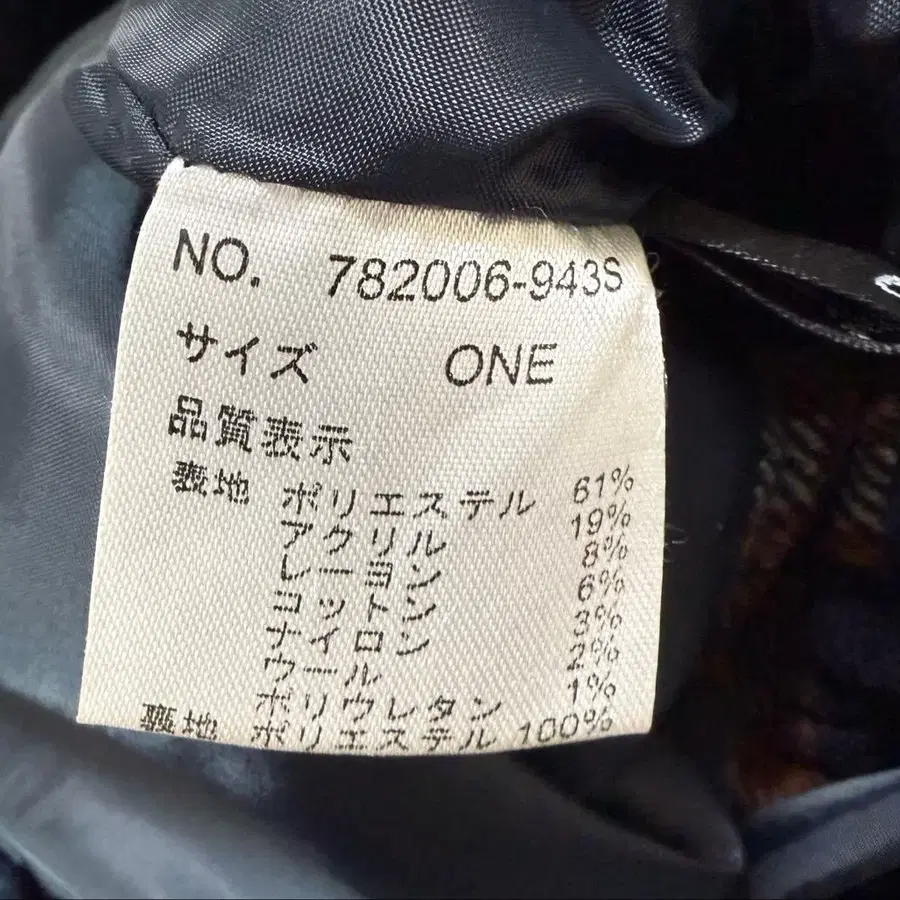 NO. 782006-943S
サイズ ONE
品質表示
表地 ポリエステル 61%
アクリル 19%
レーヨン 8%
コットン 6%
ナイロン 3%
ウール 2%
ポリウレタン 1%
裏地 ポリエステル 100%